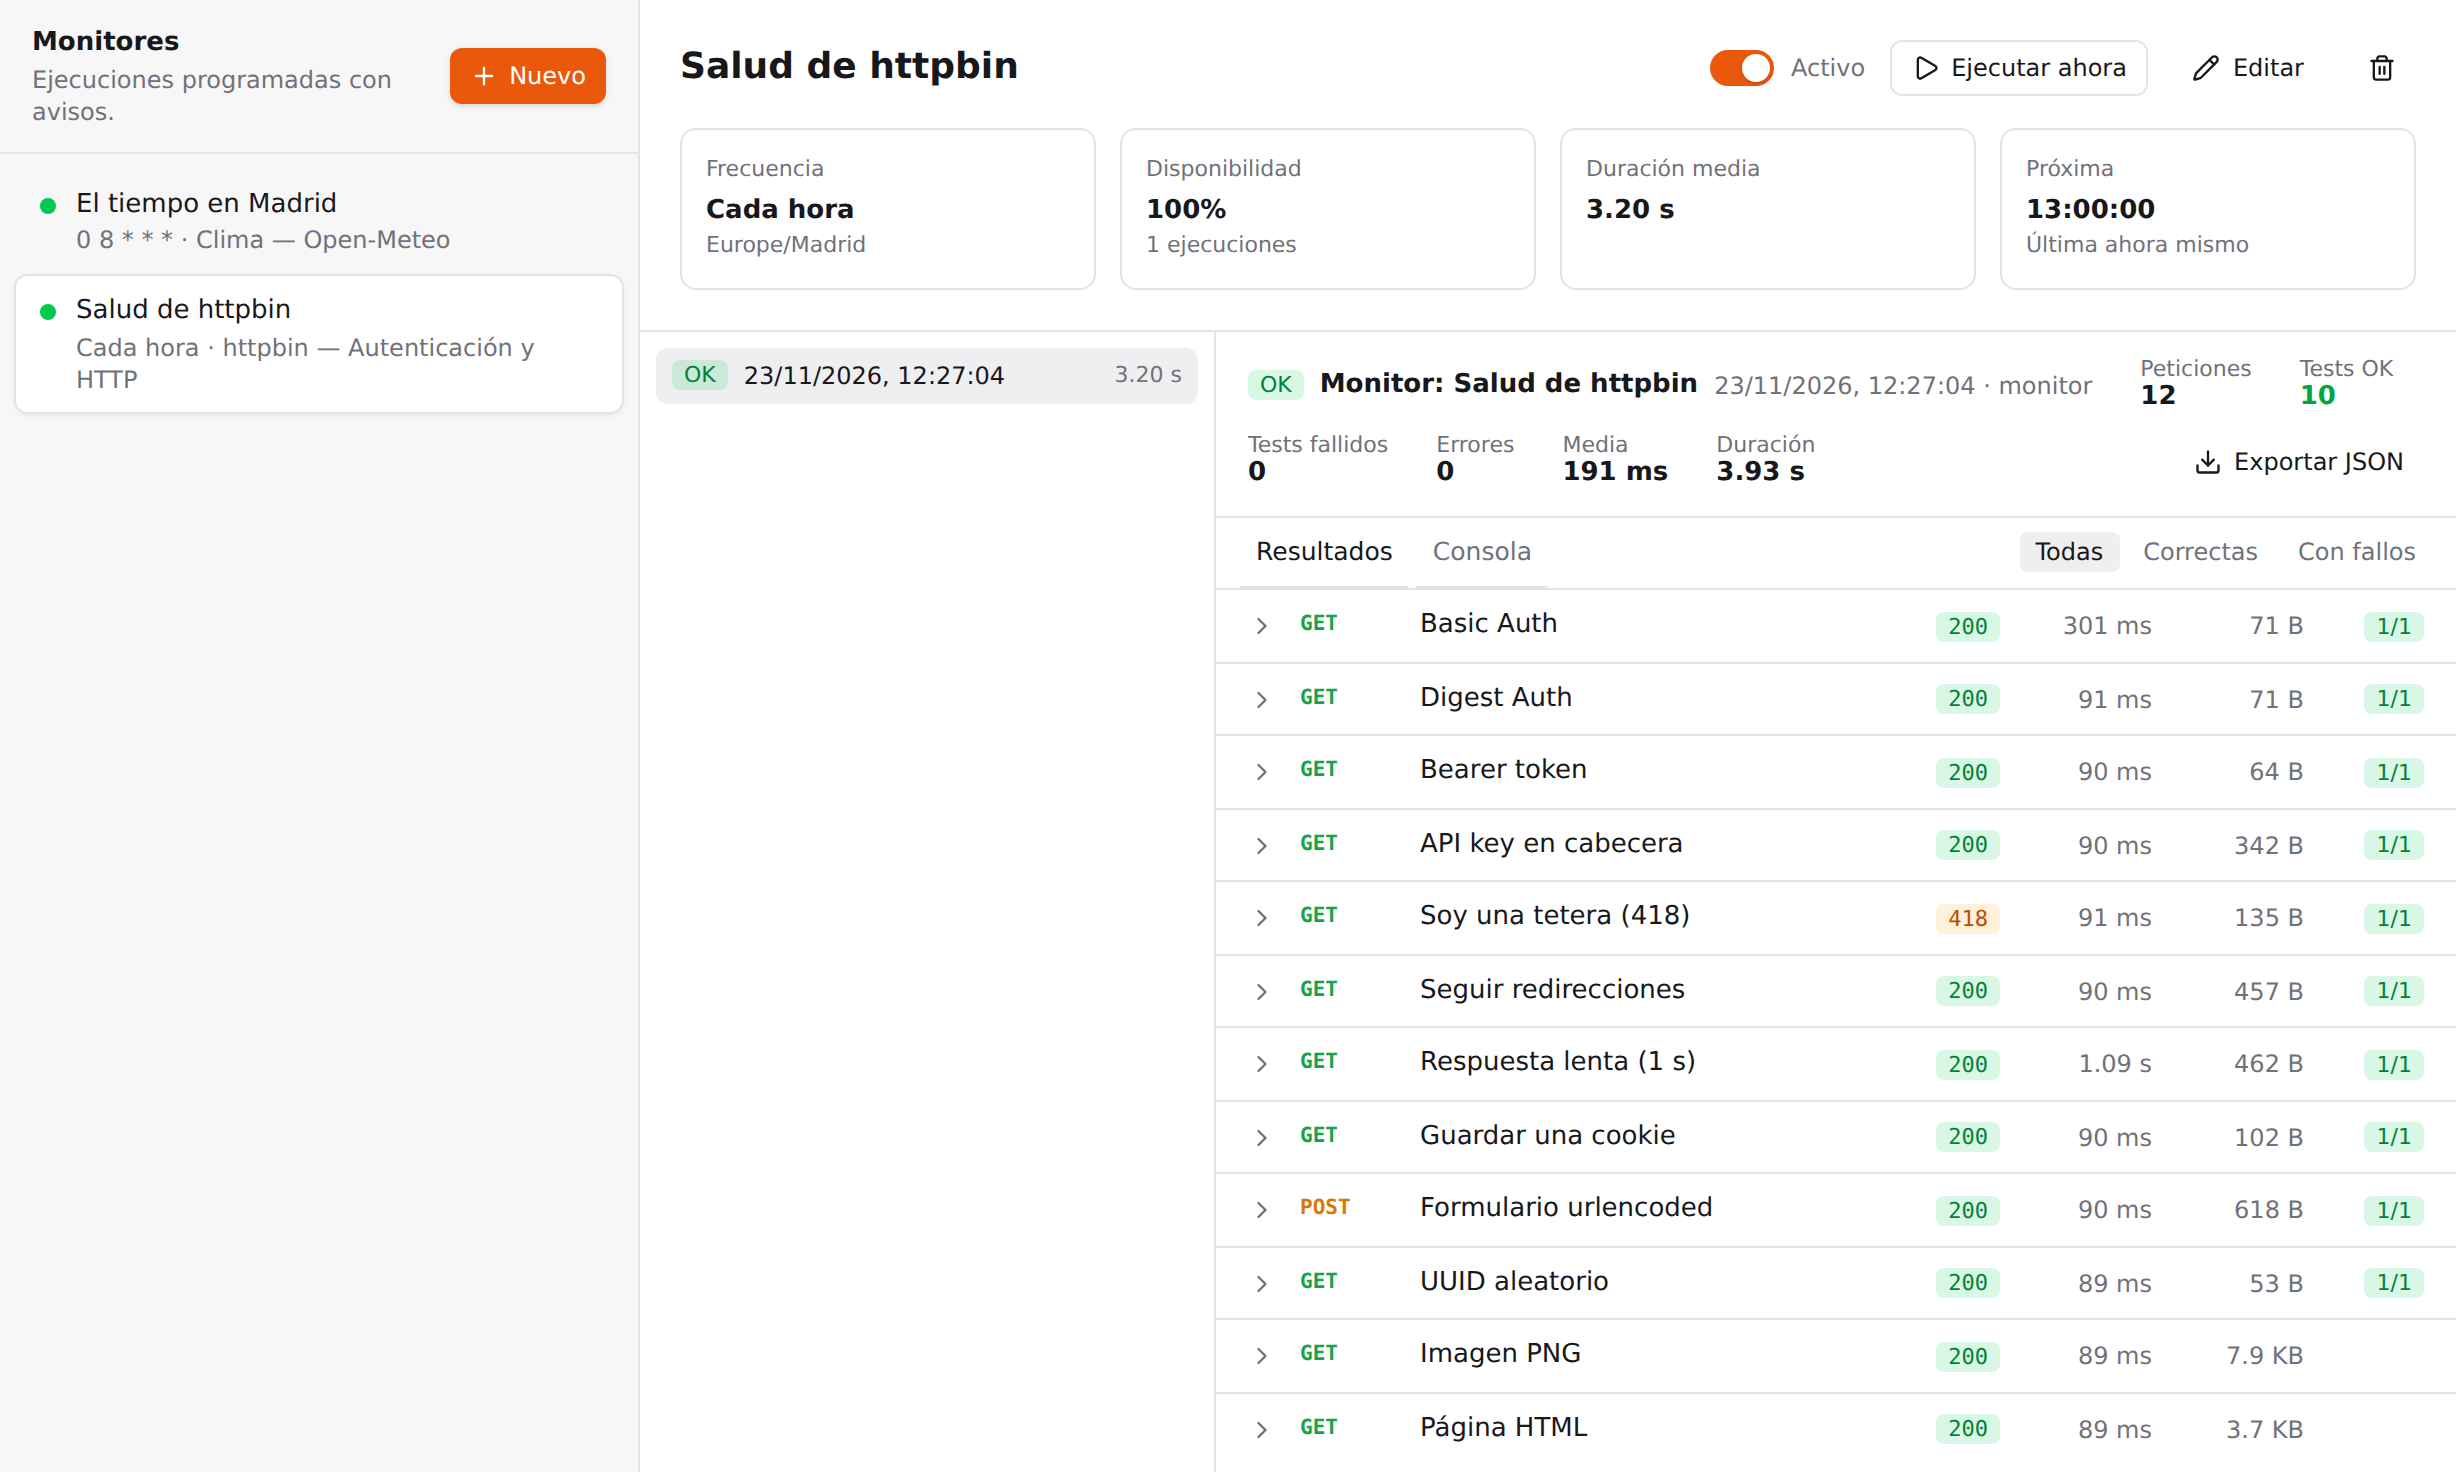 Monitores
Ejecuciones programadas con
avisos.
Nuevo
El tiempo en Madrid
0 8 * * * · Clima — Open-Meteo
Salud de httpbin
Cada hora · httpbin — Autenticación y
HTTP
Salud de httpbin
Activo
Ejecutar ahora
Editar
Frecuencia
Cada hora
Europe/Madrid
Disponibilidad
100%
1 ejecuciones
Duración media
3.20 s
Próxima
13:00:00
Última ahora mismo
OK 23/11/2026, 12:27:04 3.20 s
OK Monitor: Salud de httpbin 23/11/2026, 12:27:04 · monitor
Peticiones
12
Tests OK
10
Tests fallidos
0
Errores
0
Media
191 ms
Duración
3.93 s
Exportar JSON
Resultados Consola Todas Correctas Con fallos
GET Basic Auth 200 301 ms 71 B 1/1
GET Digest Auth 200 91 ms 71 B 1/1
GET Bearer token 200 90 ms 64 B 1/1
GET API key en cabecera 200 90 ms 342 B 1/1
GET Soy una tetera (418) 418 91 ms 135 B 1/1
GET Seguir redirecciones 200 90 ms 457 B 1/1
GET Respuesta lenta (1 s) 200 1.09 s 462 B 1/1
GET Guardar una cookie 200 90 ms 102 B 1/1
POST Formulario urlencoded 200 90 ms 618 B 1/1
GET UUID aleatorio 200 89 ms 53 B 1/1
GET Imagen PNG 200 89 ms 7.9 KB
GET Página HTML 200 89 ms 3.7 KB